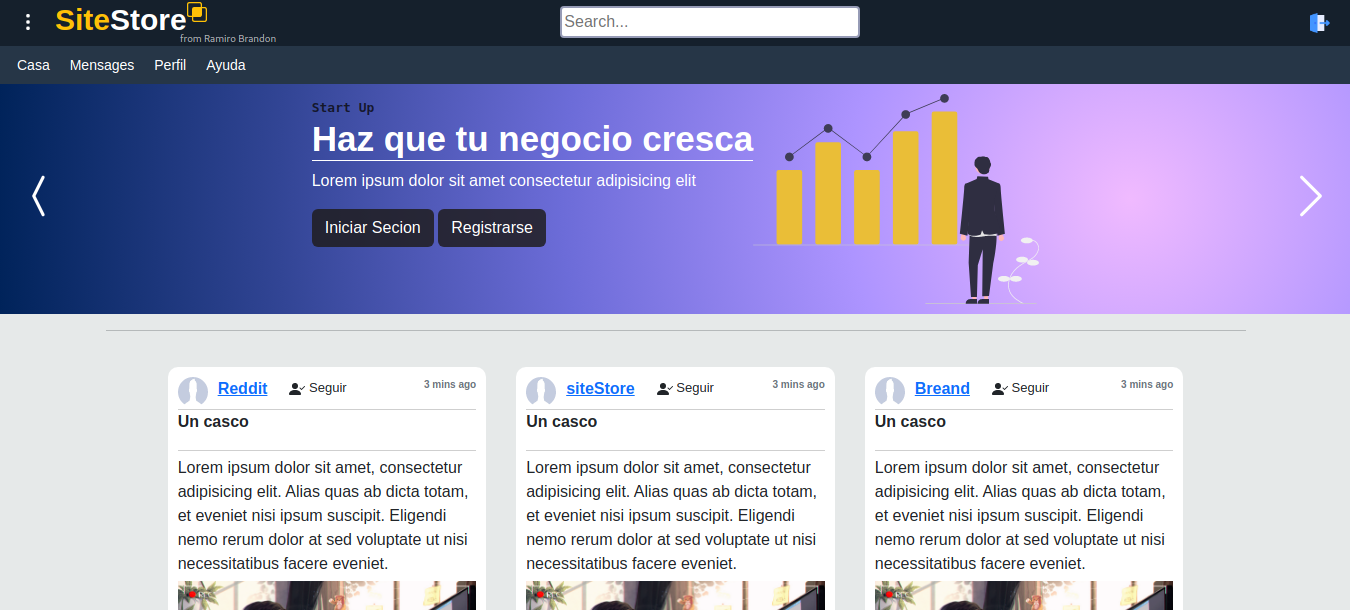 SiteStore
from Ramiro Brandon
Search...
Casa Mensages Perfil Ayuda
Start Up
Haz que tu negocio cresca
Lorem ipsum dolor sit amet consectetur adipisicing elit
Iniciar Secion Registrarse
Reddit Seguir 3 mins ago
Un casco
Lorem ipsum dolor sit amet, consectetur
adipisicing elit. Alias quas ab dicta totam,
et eveniet nisi ipsum suscipit. Eligendi
nemo rerum dolor at sed voluptate ut nisi
necessitatibus facere eveniet.
REC
siteStore Seguir 3 mins ago
Un casco
Lorem ipsum dolor sit amet, consectetur
adipisicing elit. Alias quas ab dicta totam,
et eveniet nisi ipsum suscipit. Eligendi
nemo rerum dolor at sed voluptate ut nisi
necessitatibus facere eveniet.
REC
Breand Seguir 3 mins ago
Un casco
Lorem ipsum dolor sit amet, consectetur
adipisicing elit. Alias quas ab dicta totam,
et eveniet nisi ipsum suscipit. Eligendi
nemo rerum dolor at sed voluptate ut nisi
necessitatibus facere eveniet.
REC